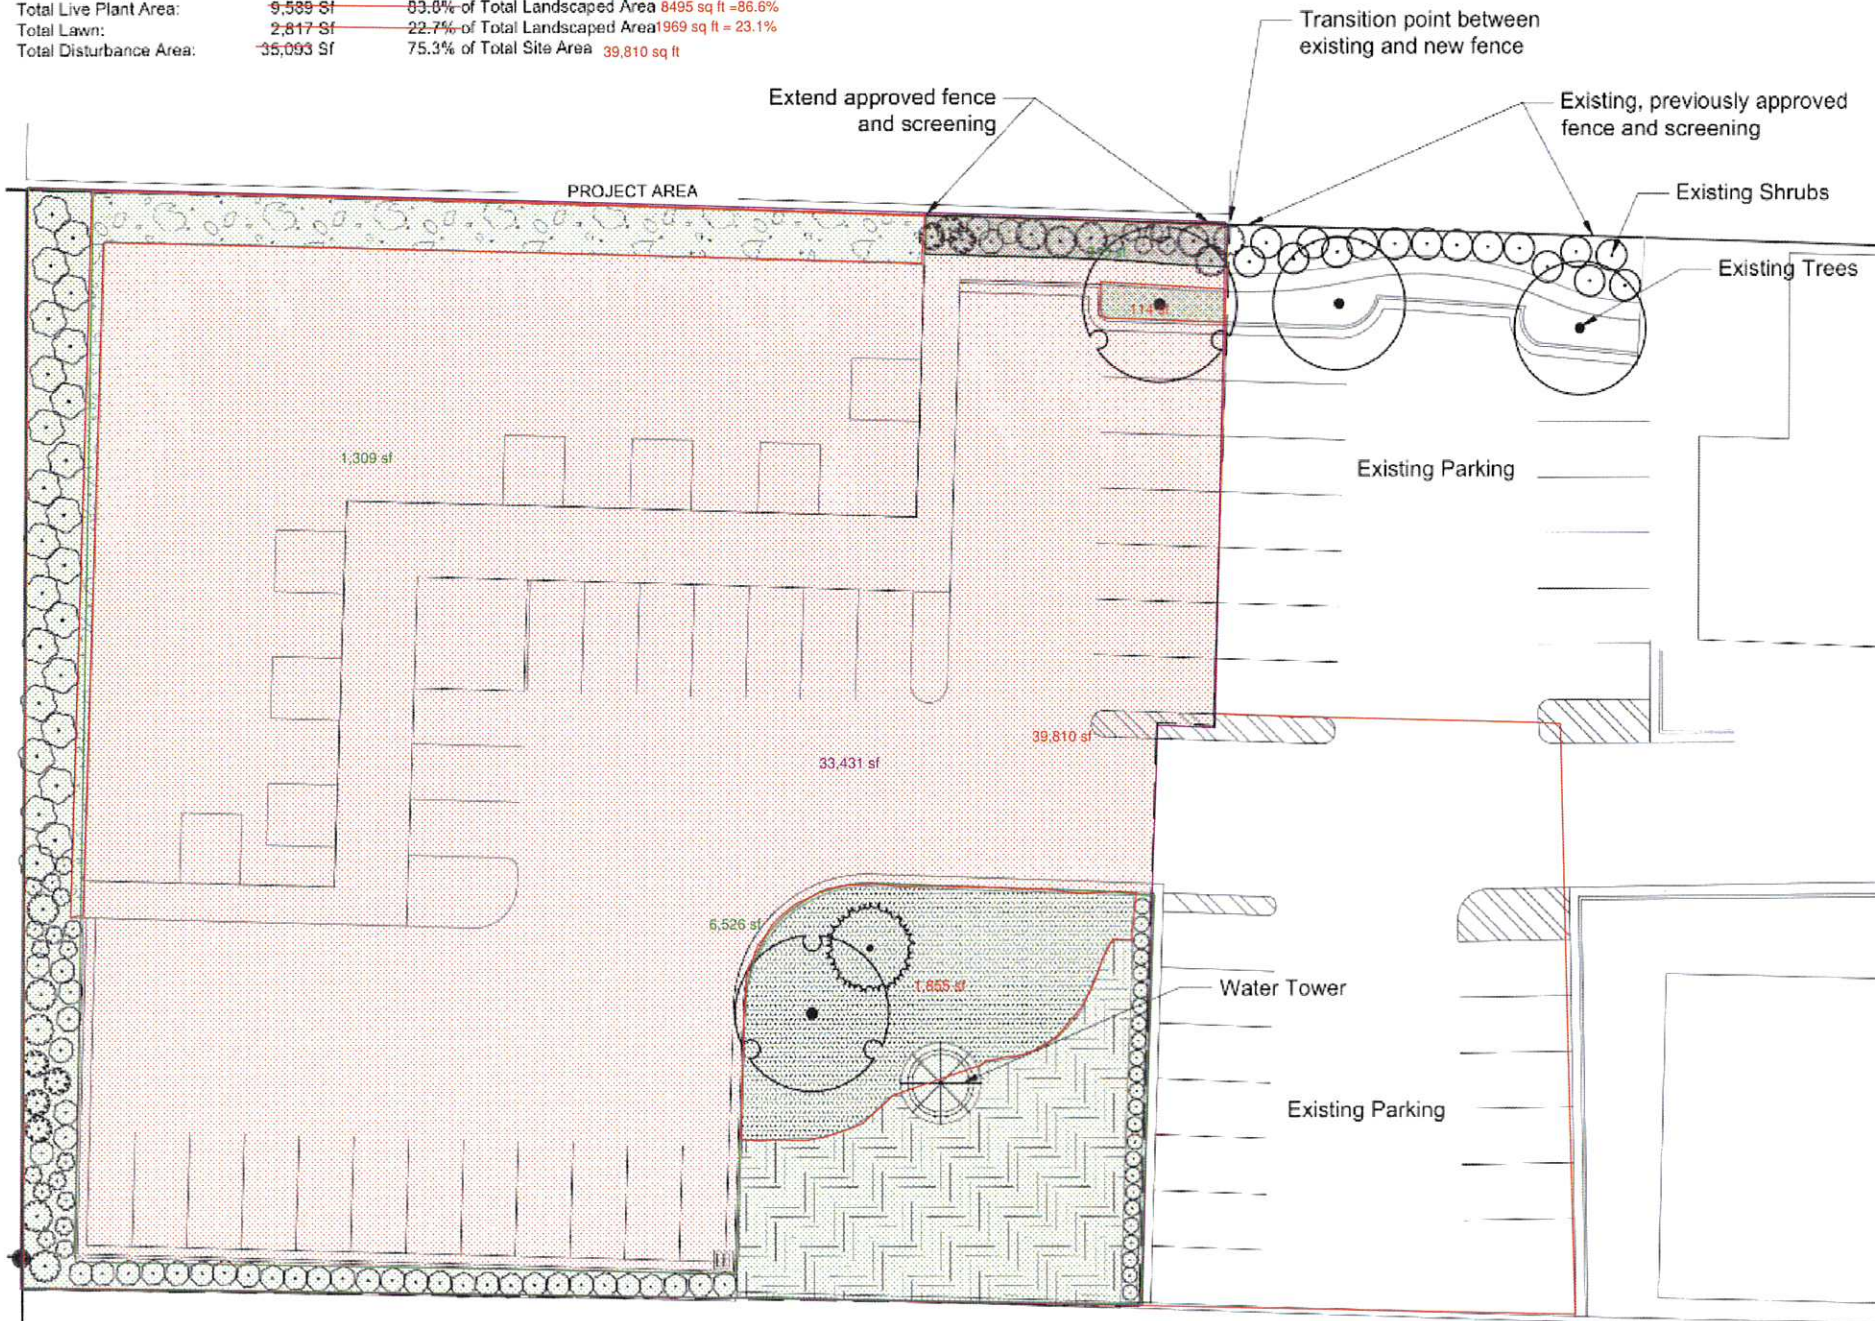 Total Live Plant Area: 9,589 Sf 83.8% of Total Landscaped Area 8495 sq ft =86.6%
Total Lawn: 2,817 Sf 22.7% of Total Landscaped Area 1969 sq ft = 23.1%
Total Disturbance Area: 35,093 Sf 75.3% of Total Site Area 39,810 sq ft
Transition point between
existing and new fence
Extend approved fence
and screening
Existing, previously approved
fence and screening
PROJECT AREA
Existing Shrubs
Existing Trees
1,309 sf
Existing Parking
39,810 sf
33,431 sf
6,526 sf
1,655 sf
Water Tower
Existing Parking